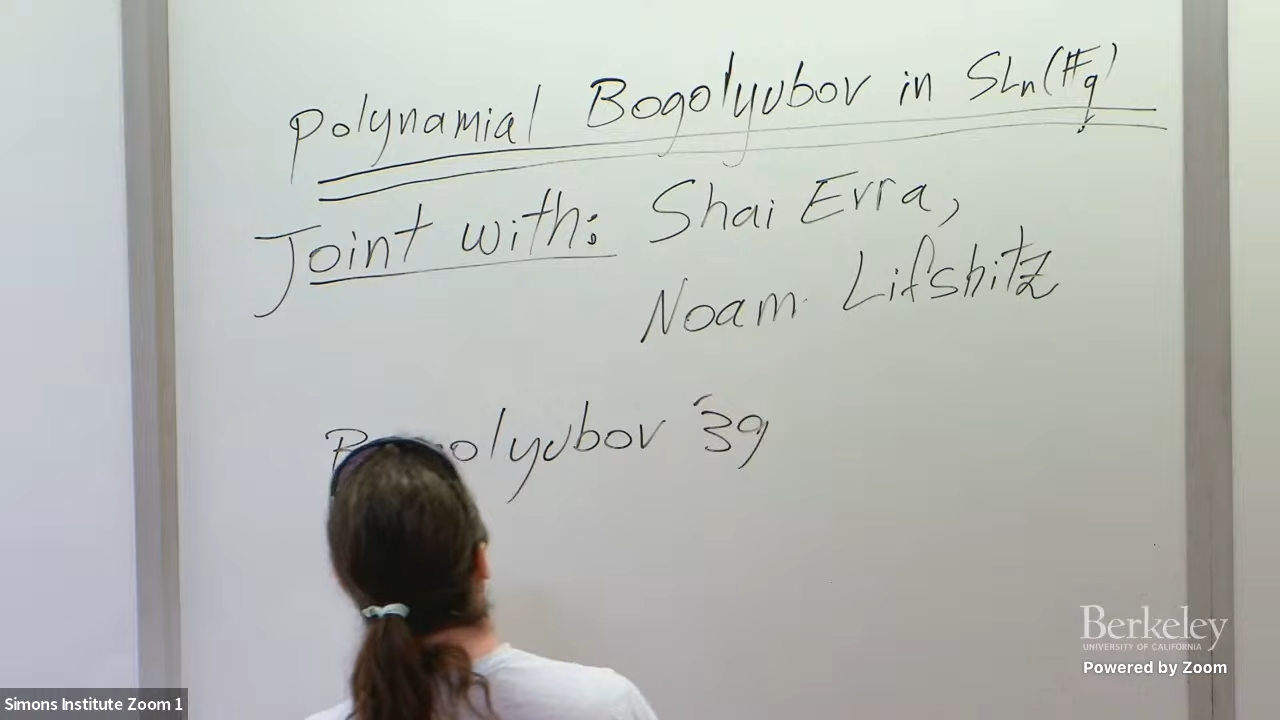 Polynamial Bogolyubov in SLn(Fq)
Joint with: Shai Evra,
Noam Lifshitz
'39
Berkeley
UNIVERSITY OF CALIFORNIA
Powered by Zoom
Simons Institute Zoom 1